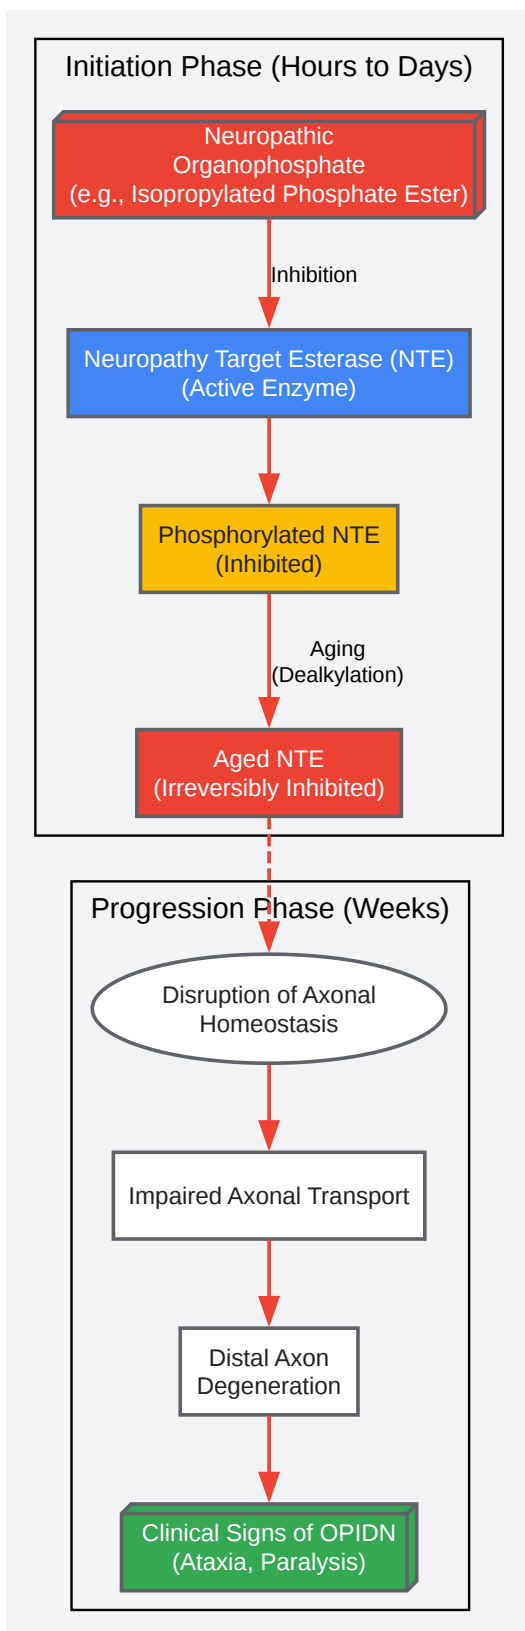 Initiation Phase (Hours to Days)
Neuropathic
Organophosphate
(e.g., Isopropylated Phosphate Ester)
Inhibition
Neuropathy Target Esterase (NTE)
(Active Enzyme)
Phosphorylated NTE
(Inhibited)
Aging
(Dealkylation)
Aged NTE
(Irreversibly Inhibited)
Progression Phase (Weeks)
Disruption of Axonal
Homeostasis
Impaired Axonal Transport
Distal Axon
Degeneration
Clinical Signs of OPIDN
(Ataxia, Paralysis)